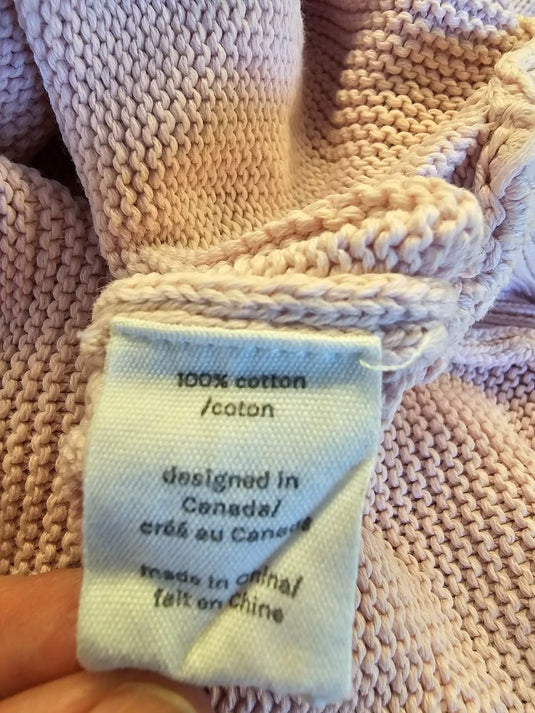 100% cotton
/coton
designed in
Canada/
créé au Canada
made in china/
fait en Chine